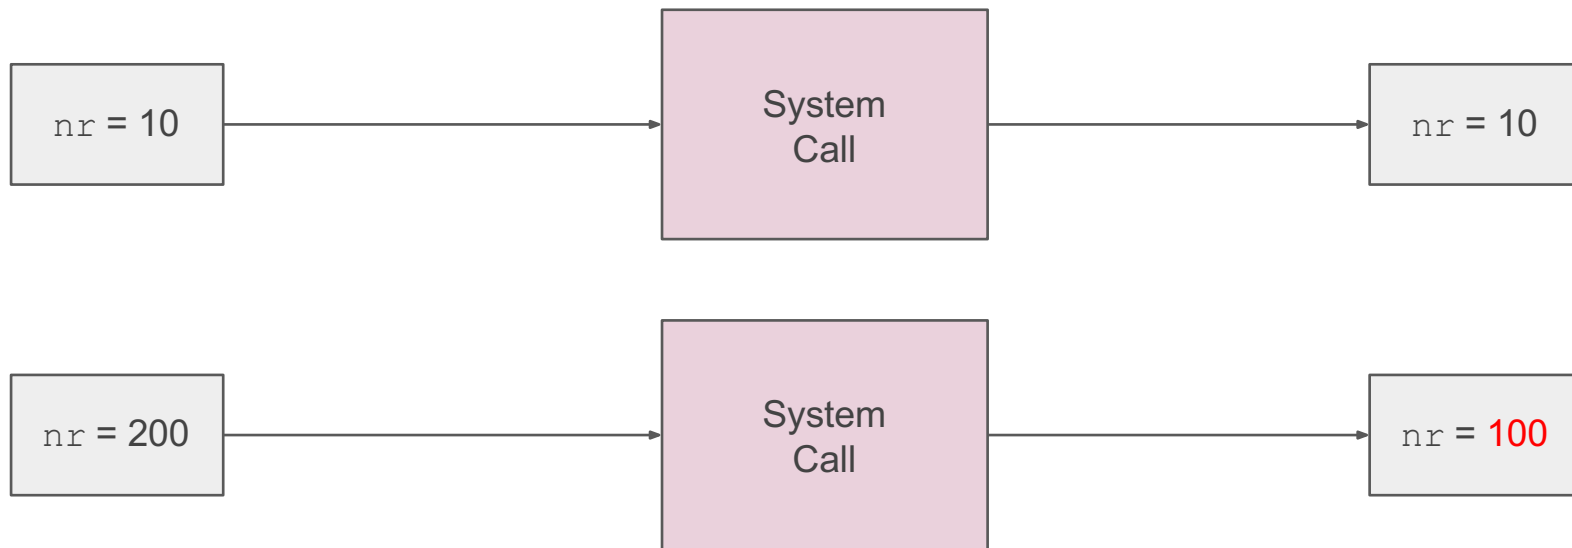 nr = 10
System
Call
nr = 10
nr = 200
System
Call
nr = 100